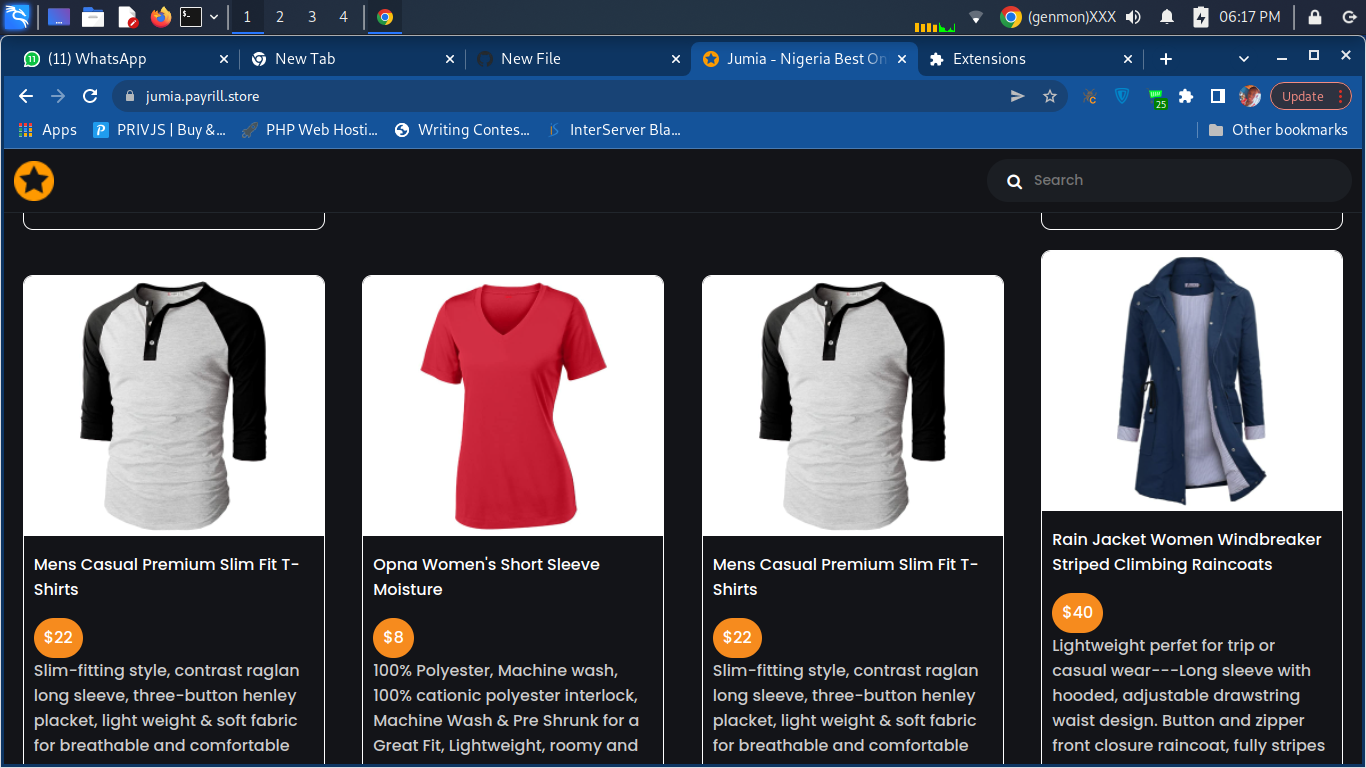 1 2 3 4 (genmon)XXX 06:17 PM
11 (11) WhatsApp New Tab New File Jumia - Nigeria Best On Extensions
jumia.payrill.store 25 Update
Apps PRIVJS | Buy &... PHP Web Hosti... Writing Contes... InterServer Bla... Other bookmarks
Search
Mens Casual Premium Slim Fit T-
Shirts
$22
Slim-fitting style, contrast raglan
long sleeve, three-button henley
placket, light weight & soft fabric
for breathable and comfortable
Opna Women's Short Sleeve
Moisture
$8
100% Polyester, Machine wash,
100% cationic polyester interlock,
Machine Wash & Pre Shrunk for a
Great Fit, Lightweight, roomy and
Mens Casual Premium Slim Fit T-
Shirts
$22
Slim-fitting style, contrast raglan
long sleeve, three-button henley
placket, light weight & soft fabric
for breathable and comfortable
Rain Jacket Women Windbreaker
Striped Climbing Raincoats
$40
Lightweight perfet for trip or
casual wear---Long sleeve with
hooded, adjustable drawstring
waist design. Button and zipper
front closure raincoat, fully stripes